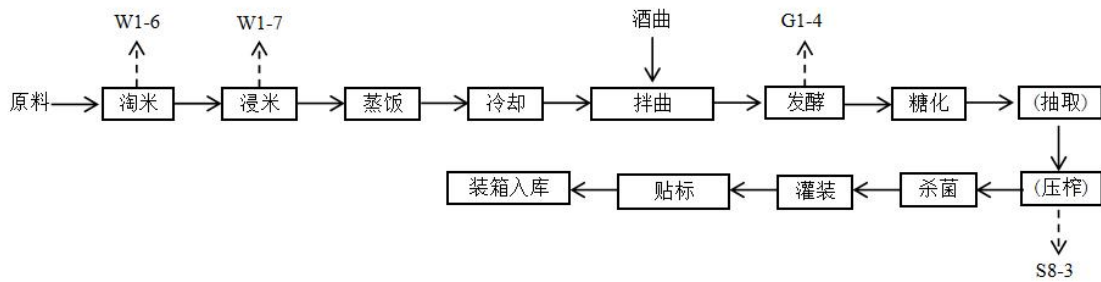 W1-6
W1-7
酒曲
G1-4
原料
淘米
浸米
蒸饭
冷却
拌曲
发酵
糖化
(抽取)
装箱入库
贴标
灌装
杀菌
(压榨)
S8-3